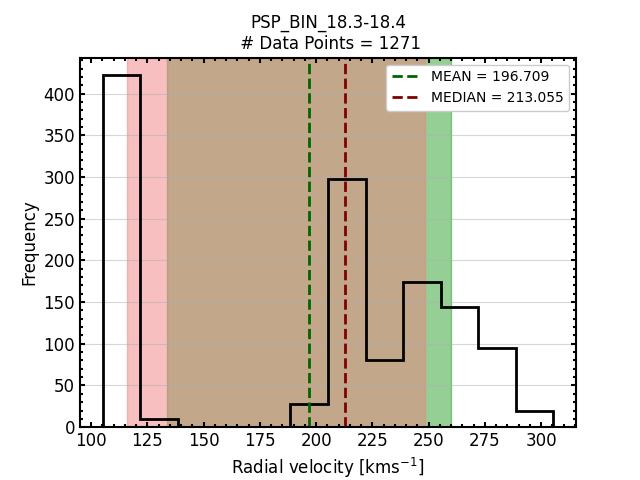 PSP_BIN_18.3-18.4
# Data Points = 1271
MEAN = 196.709
MEDIAN = 213.055
Frequency
400
350
300
250
200
150
100
50
0
100 125 150 175 200 225 250 275 300
Radial velocity [kms⁻¹]